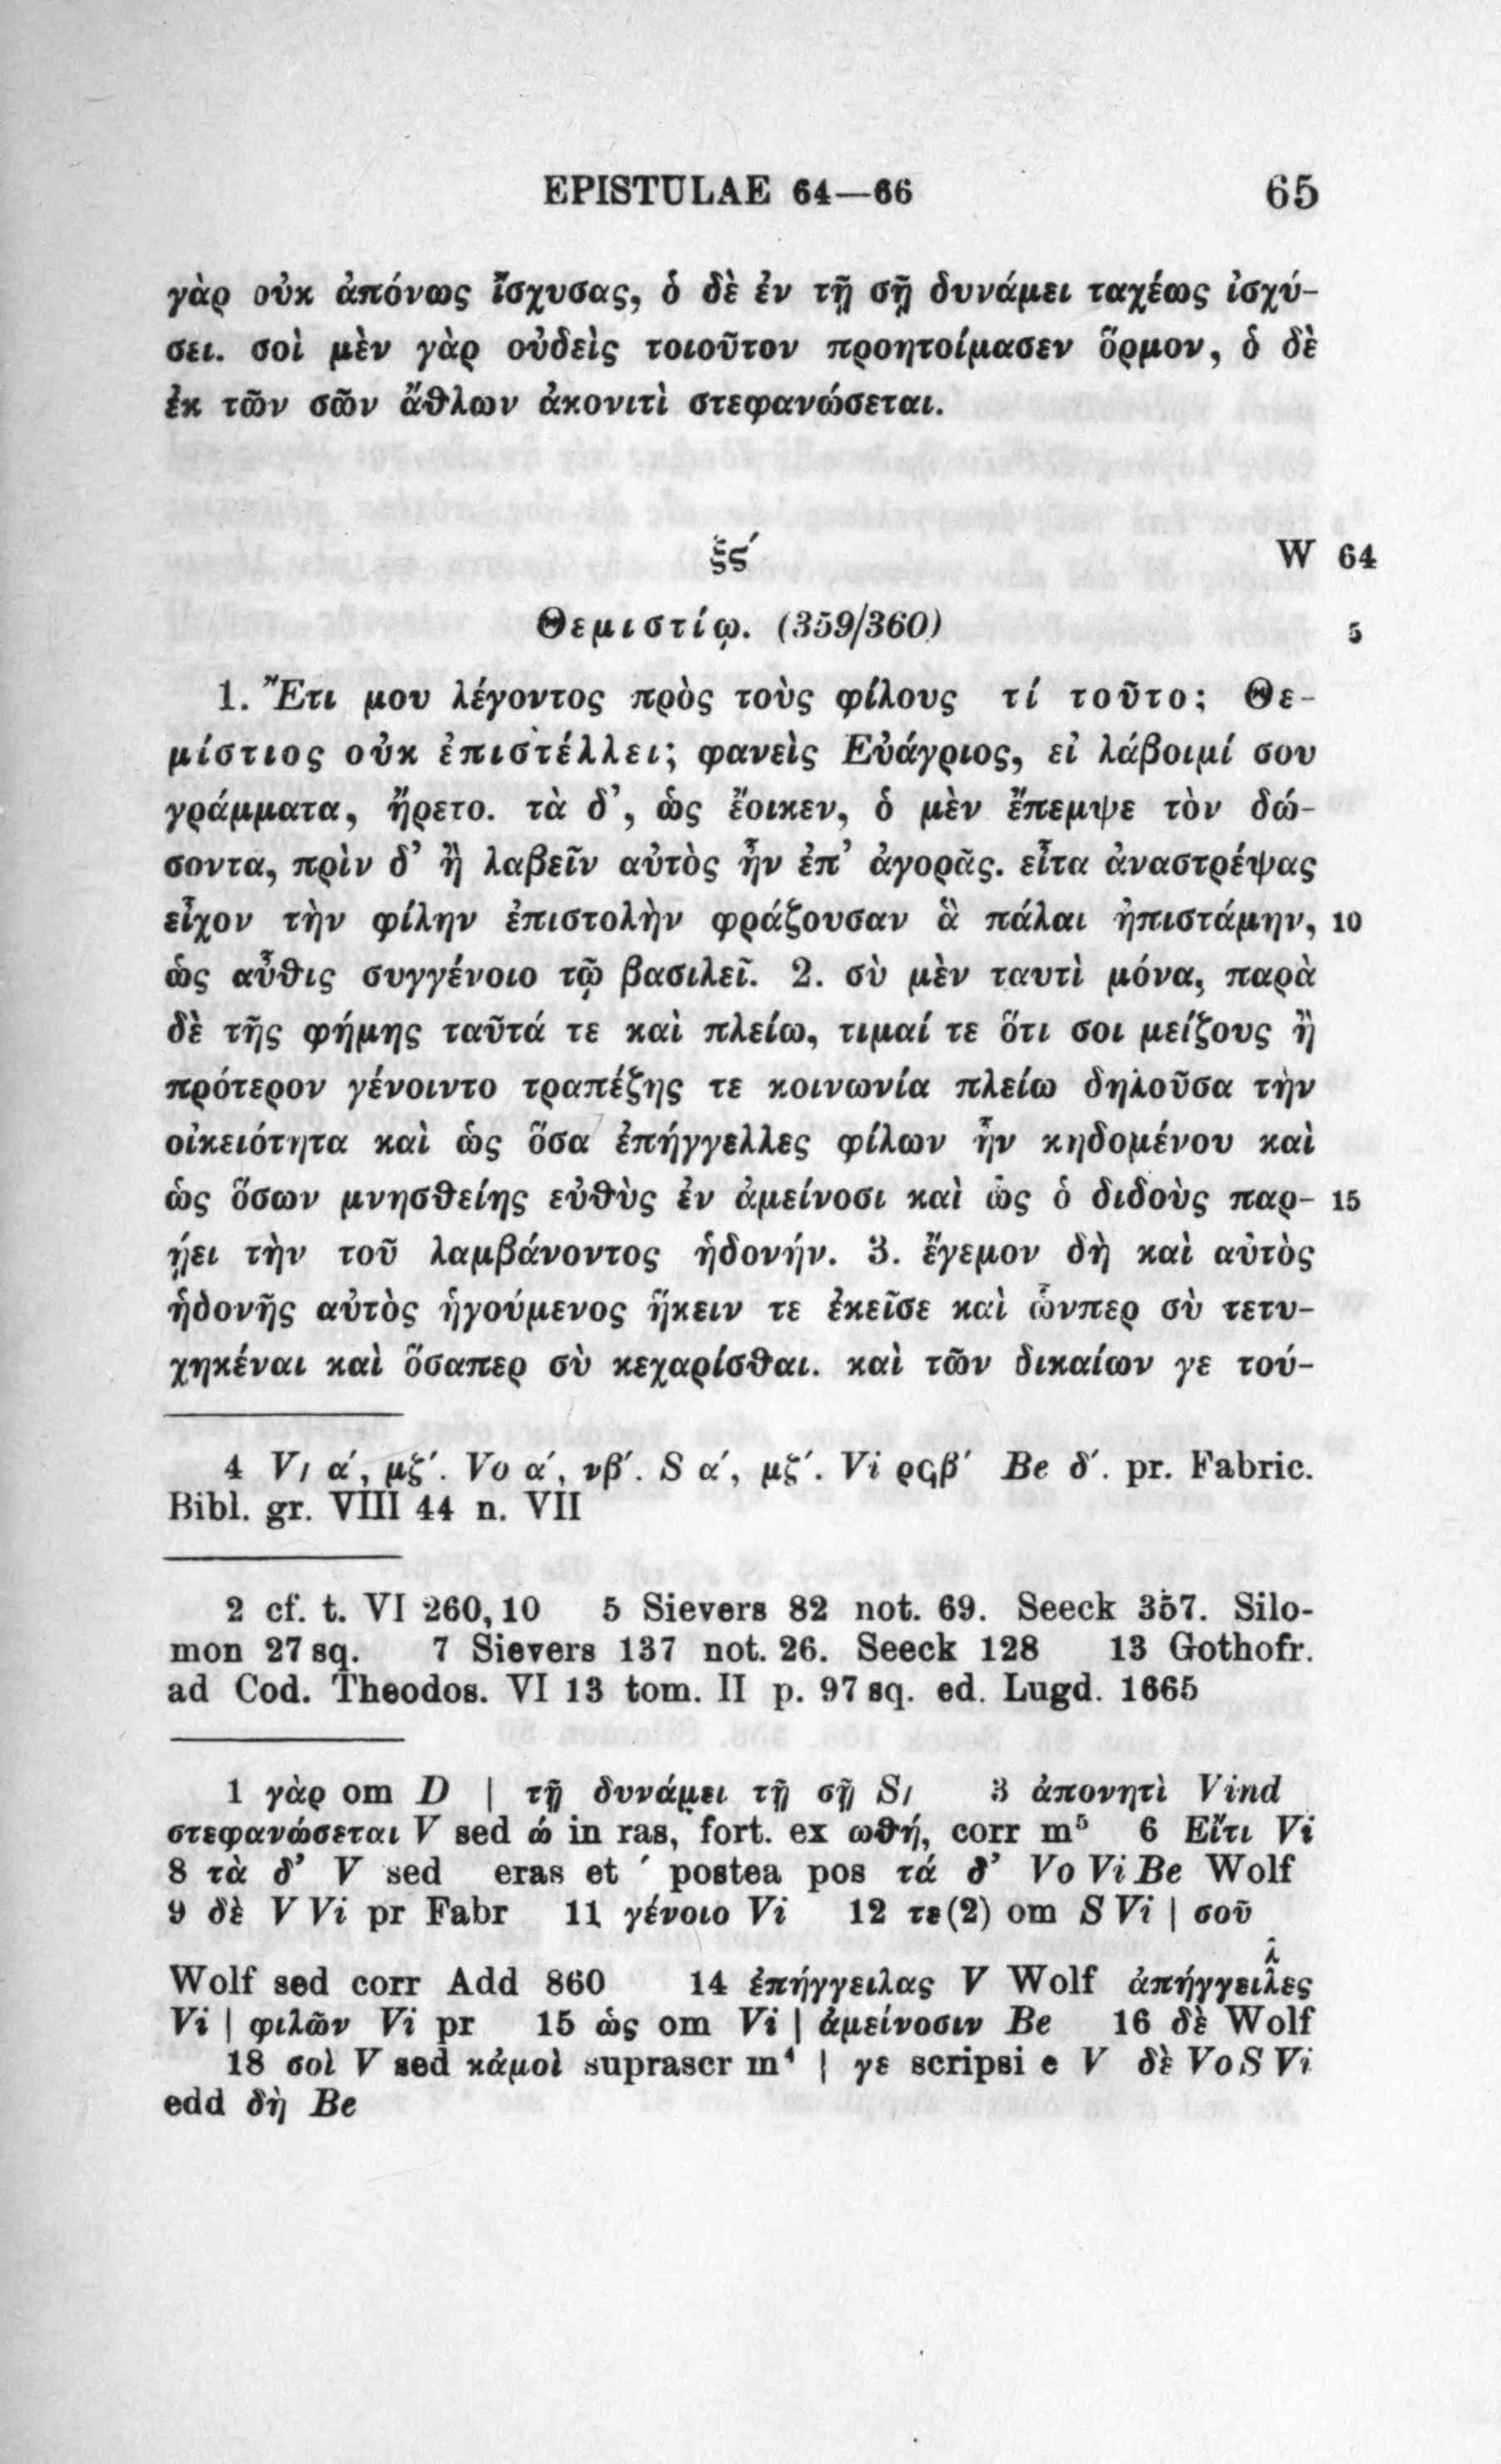 EPISTULAE 64—66 65
γὰρ οὐκ ἀπόνως ἴσχυσας, ὁ δὲ ἐν τῇ σῇ δυνάμει ταχέως ἰσχύ-
σει. σοὶ μὲν γὰρ οὐδεὶς τοιοῦτον προητοίμασεν ὅρμον, ὁ δὲ
ἐκ τῶν σῶν ἄθλων ἀκονιτὶ στεφανώσεται.
ξϛ′ W 64
Θεμιστίῳ. (359/360) 5
1. Ἔτι μου λέγοντος πρὸς τοὺς φίλους τί τοῦτο; Θε-
μίστιος οὐκ ἐπιστέλλει; φανεὶς Εὐάγριος, εἰ λάβοιμί σου
γράμματα, ἤρετο. τὰ δ’, ὡς ἔοικεν, ὁ μὲν ἔπεμψε τὸν δώ-
σοντα, πρὶν δ’ ἢ λαβεῖν αὐτὸς ἦν ἐπ’ ἀγορᾶς. εἶτα ἀναστρέψας
εἶχον τὴν φίλην ἐπιστολὴν φράζουσαν ἃ πάλαι ἠπιστάμην, 10
ὡς αὖθις συγγένοιο τῷ βασιλεῖ. 2. σὺ μὲν ταυτὶ μόνα, παρὰ
δὲ τῆς φήμης ταῦτά τε καὶ πλείω, τιμαί τε ὅτι σοι μείζους ἢ
πρότερον γένοιντο τραπέζης τε κοινωνία πλείω δηλοῦσα τὴν
οἰκειότητα καὶ ὡς ὅσα ἐπήγγελλες φίλων ἦν κηδομένου καὶ
ὡς ὅσων μνησθείης εὐθὺς ἐν ἀμείνοσι καὶ ὡς ὁ διδοὺς παρ- 15
ῄει τὴν τοῦ λαμβάνοντος ἡδονήν. 3. ἔγεμον δὴ καὶ αὐτὸς
ἡδονῆς αὐτὸς ἡγούμενος ἥκειν τε ἐκεῖσε καὶ ὧνπερ σὺ τετυ-
χηκέναι καὶ ὅσαπερ σὺ κεχαρίσθαι. καὶ τῶν δικαίων γε τού-
4 V/ α′, μζ′. Vo α′, νβ′. S α′, μζ′. Vi ρϟβ′ Be δ′. pr. Fabric.
Bibl. gr. VIII 44 n. VII
2 cf. t. VI 260,10 5 Sievers 82 not. 69. Seeck 357. Silo-
mon 27 sq. 7 Sievers 137 not. 26. Seeck 128 13 Gothofr.
ad Cod. Theodos. VI 13 tom. II p. 97 sq. ed. Lugd. 1665
1 γὰρ om D | τῇ δυνάμει τῇ σῇ S/ 3 ἀπονητὶ Vind
στεφανώσεται V sed ώ in ras, fort. ex ωθή, corr m⁵ 6 Εἴτι Vi
8 τὰ δ’ V sed eras et ´ postea pos τά δ’ Vo Vi Be Wolf
9 δὲ V Vi pr Fabr 11 γένοιο Vi 12 τε(2) om S Vi | σοῦ
Wolf sed corr Add 860 14 ἐπήγγειλας V Wolf ἀπήγγειλες
Vi | φιλῶν Vi pr 15 ὡς om Vi | ἀμείνοσιν Be 16 δὲ Wolf
18 σοὶ V sed κἀμοὶ suprascr m⁴ | γε scripsi e V δὲ Vo S Vi
edd δὴ Be